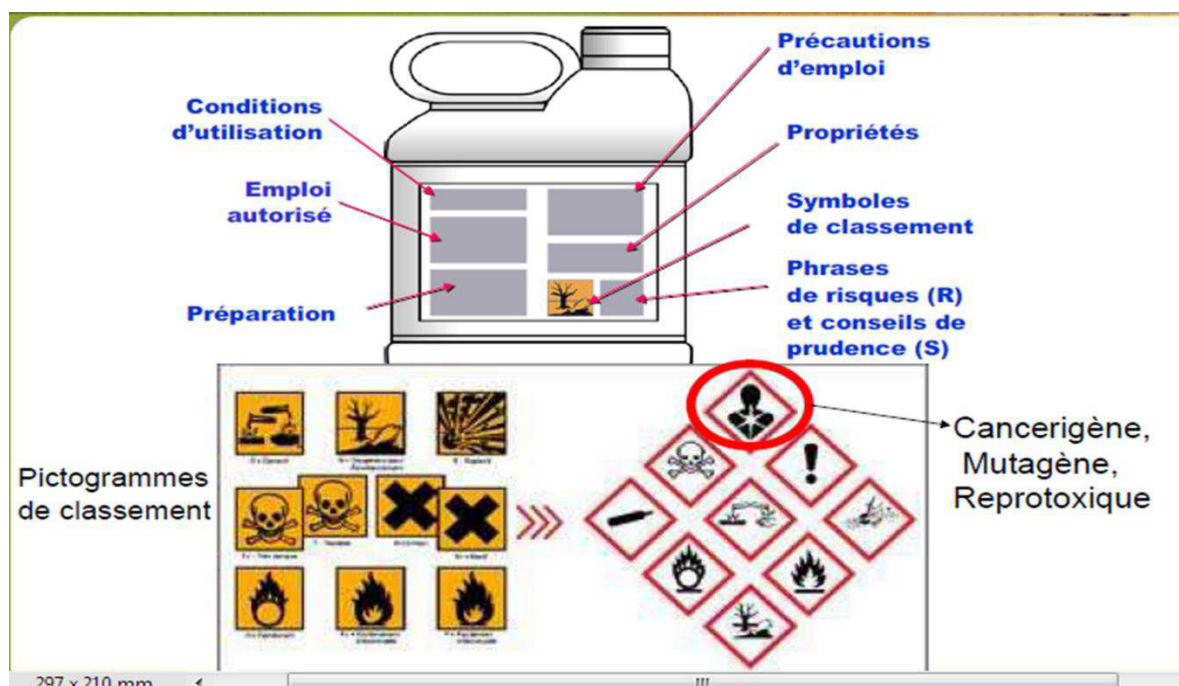 Précautions
d'emploi
Conditions
d'utilisation
Propriétés
Emploi
autorisé
Symboles
de classement
Phrases
de risques (R)
et conseils de
prudence (S)
Préparation
Pictogrammes
de classement
Cancerigène,
Mutagène,
Reprotoxique
297 x 210 mm